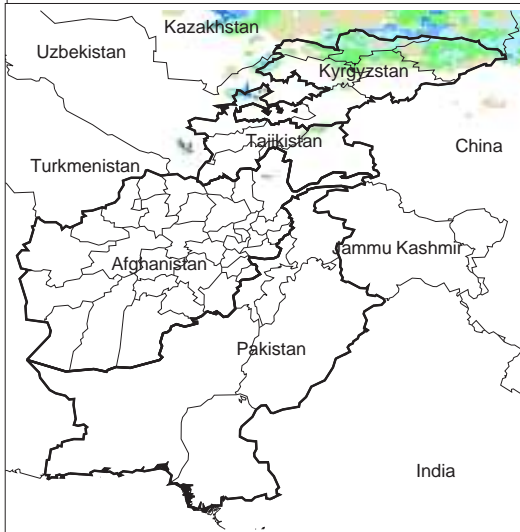 Kazakhstan
Uzbekistan
Kyrgyzstan
Tajikistan
China
Turkmenistan
Jammu Kashmir
Afghanistan
Pakistan
India